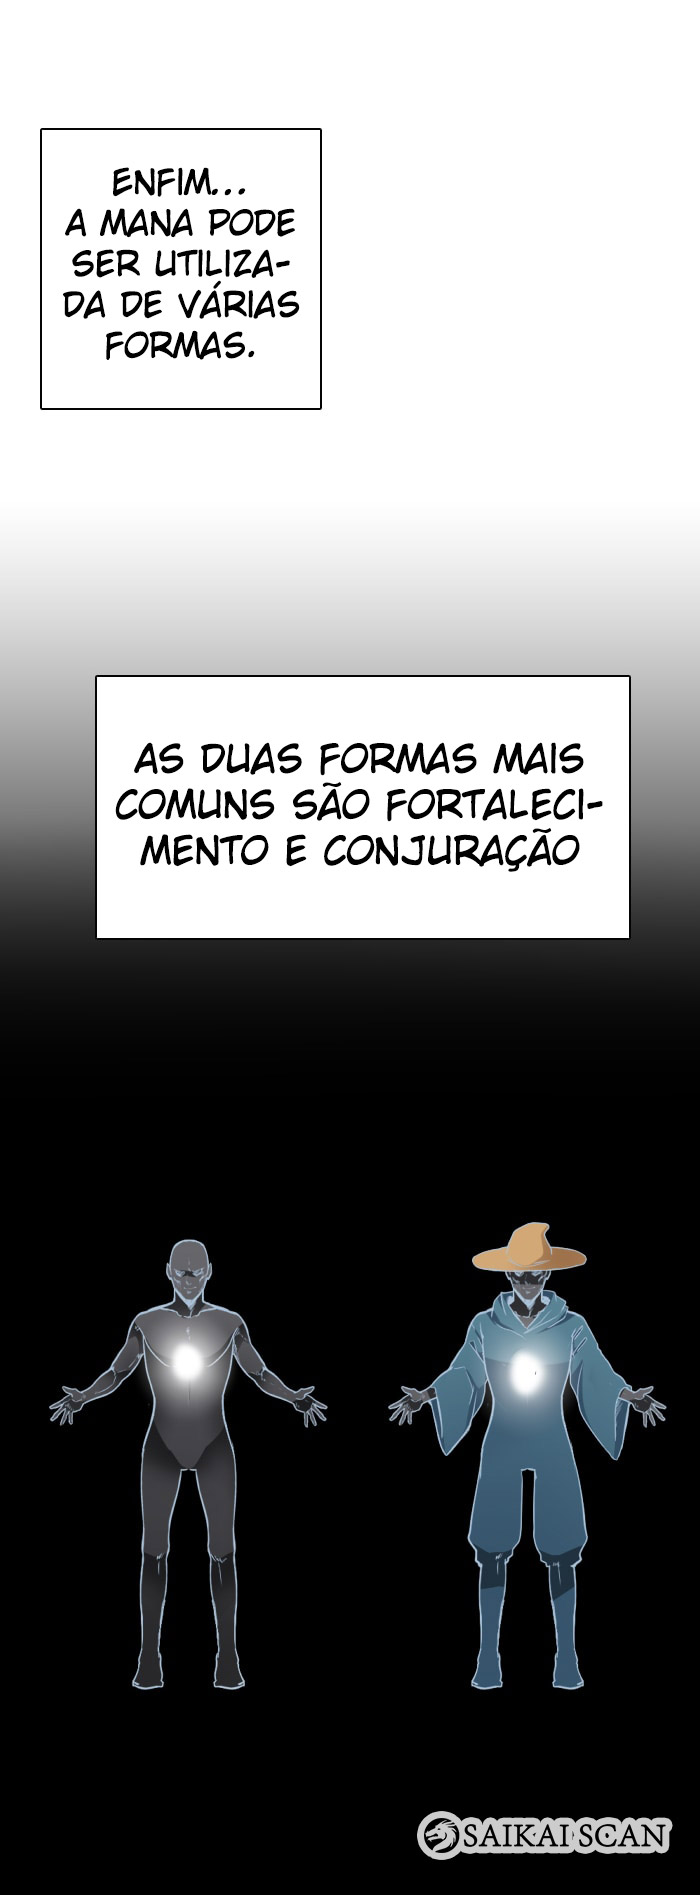 ENFIM...
A MANA PODE
SER UTILIZA-
DA DE VÁRIAS
FORMAS.
AS DUAS FORMAS MAIS
COMUNS SÃO FORTALECI-
MENTO E CONJURAÇÃO
SAIKAI SCAN